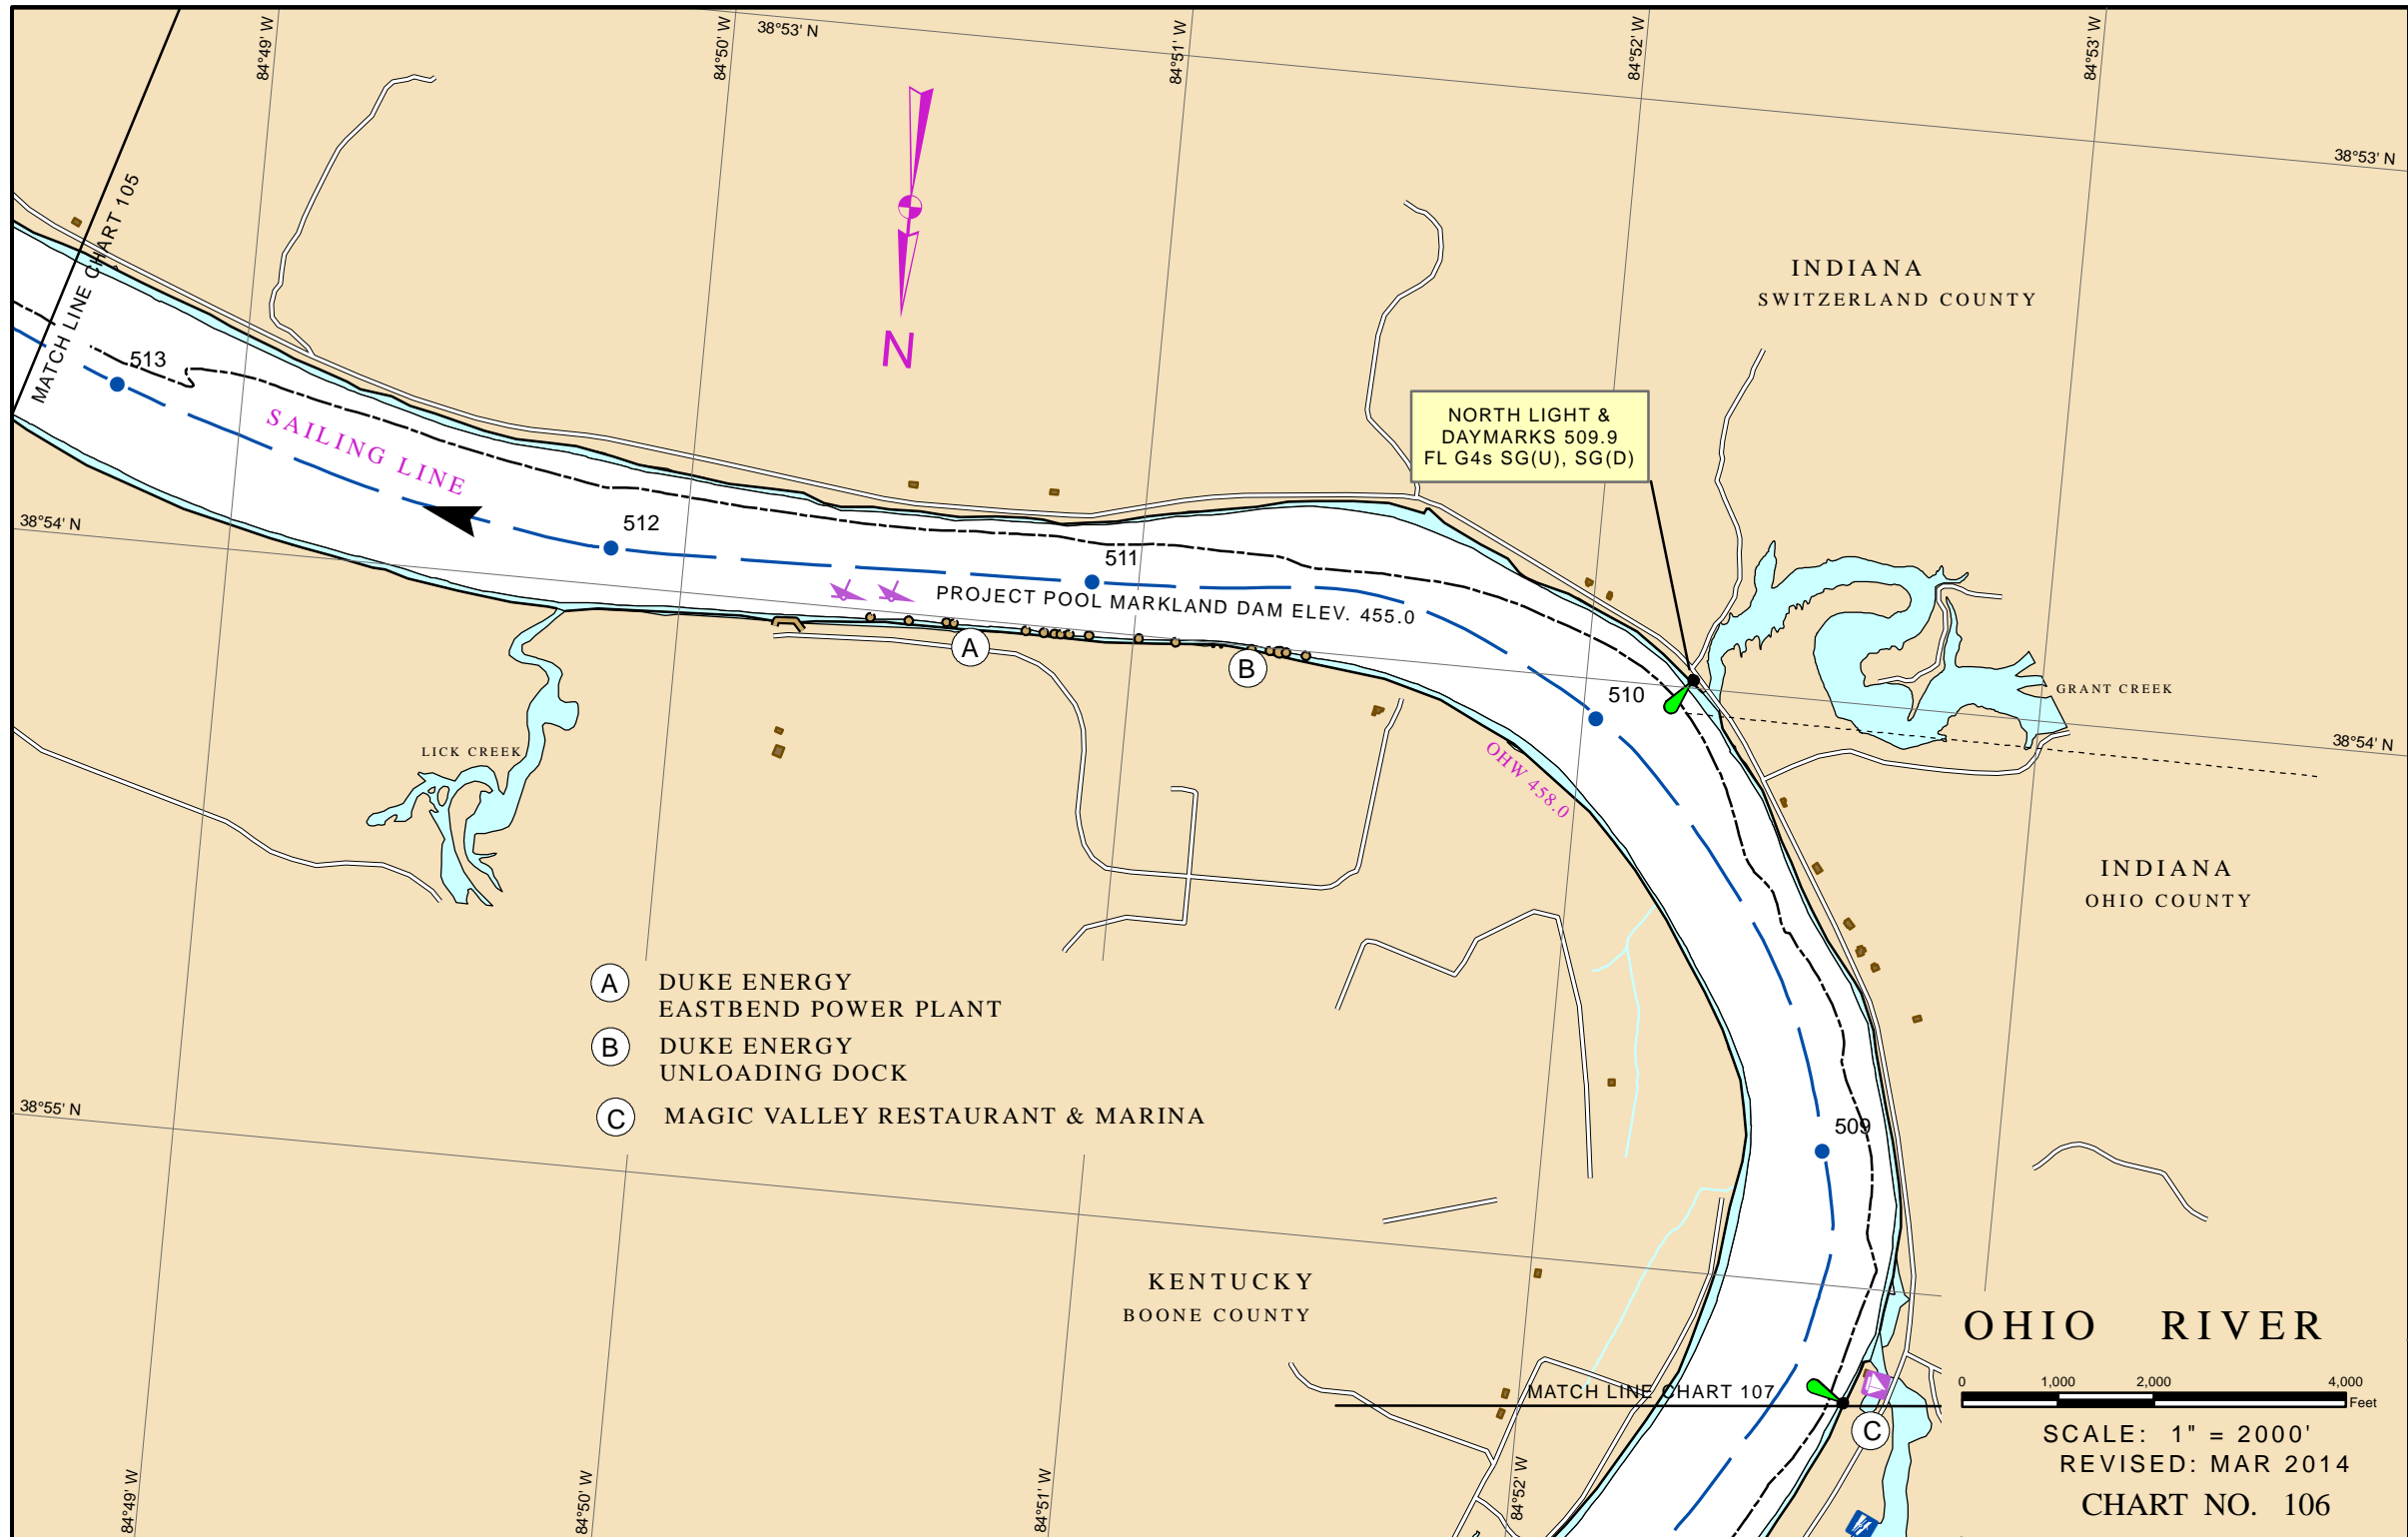 84°49' W
84°50' W
38°53' N
84°51' W
84°52' W
84°53' W
38°53' N
MATCH LINE CHART 105
N
INDIANA
SWITZERLAND COUNTY
513
SAILING LINE
NORTH LIGHT &
DAYMARKS 509.9
FL G4s SG(U), SG(D)
38°54' N
512
511
PROJECT POOL MARKLAND DAM ELEV. 455.0
A
B
510
GRANT CREEK
38°54' N
LICK CREEK
OHW 458.0
INDIANA
OHIO COUNTY
A DUKE ENERGY
EASTBEND POWER PLANT
B DUKE ENERGY
UNLOADING DOCK
C MAGIC VALLEY RESTAURANT & MARINA
38°55' N
509
KENTUCKY
BOONE COUNTY
OHIO RIVER
MATCH LINE CHART 107
0 1,000 2,000 4,000
Feet
C
SCALE: 1" = 2000'
REVISED: MAR 2014
CHART NO. 106
84°49' W
84°50' W
84°51' W
84°52' W